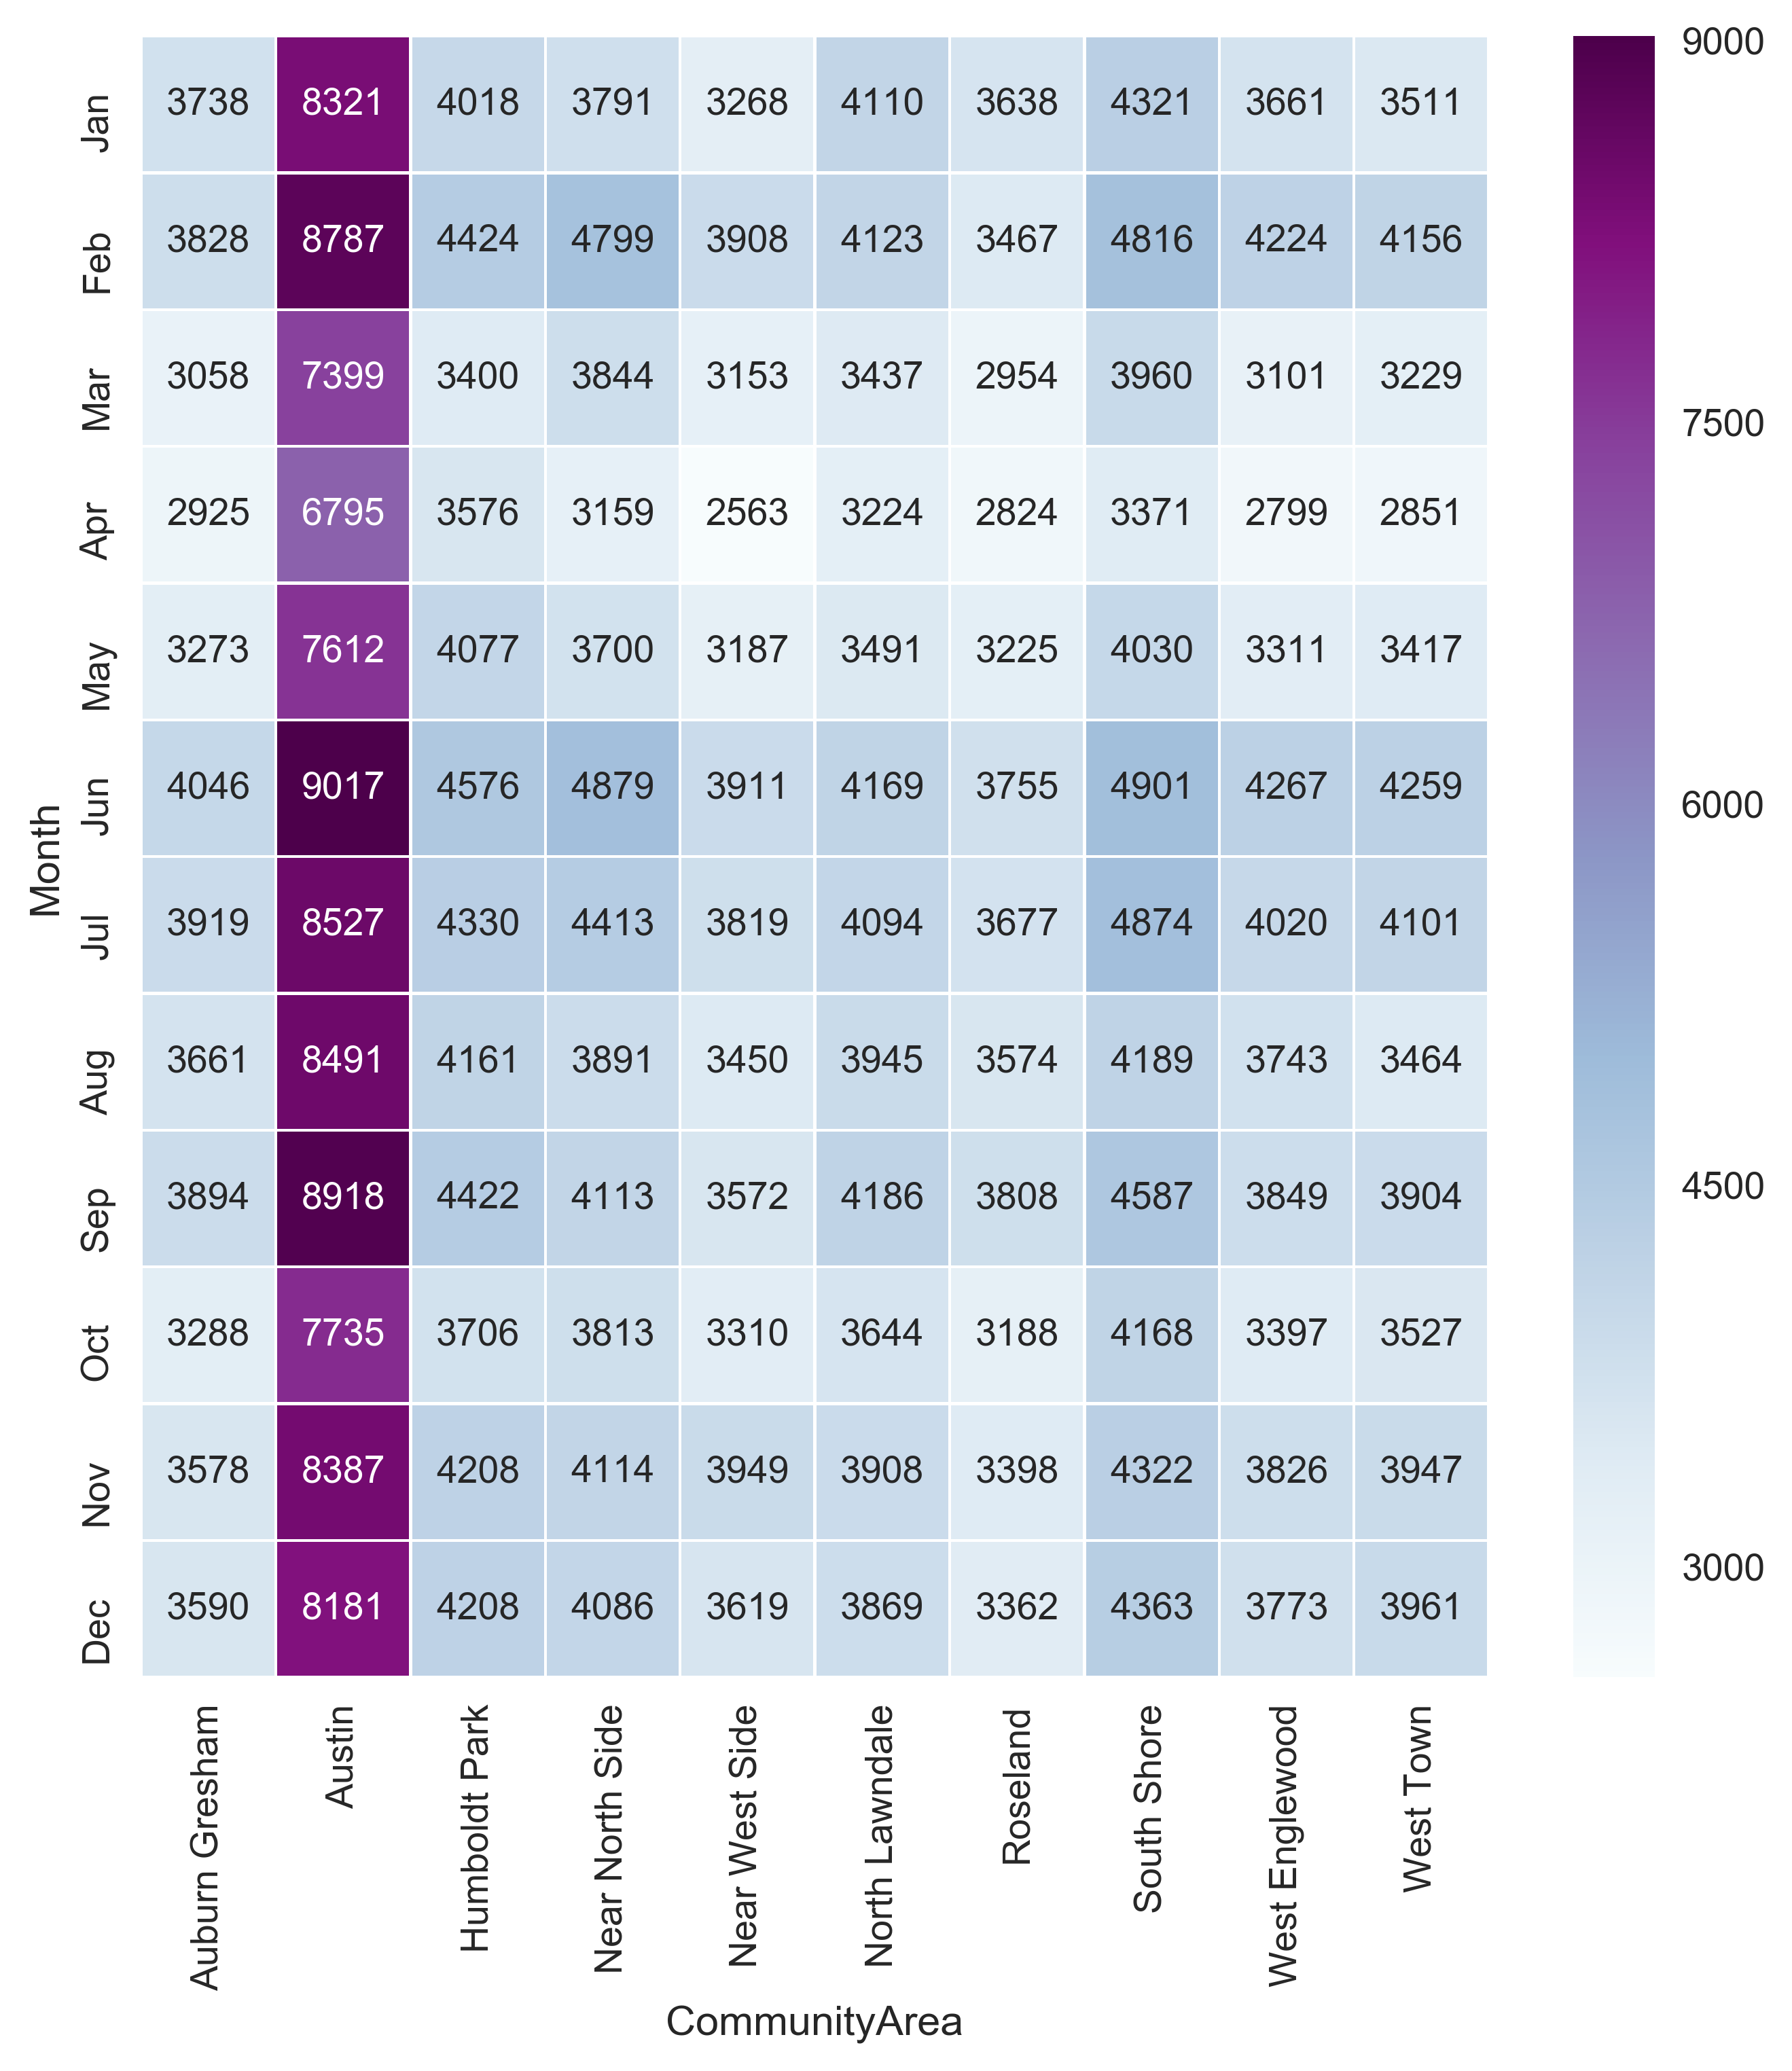 Jan 3738 8321 4018 3791 3268 4110 3638 4321 3661 3511
Feb 3828 8787 4424 4799 3908 4123 3467 4816 4224 4156
Mar 3058 7399 3400 3844 3153 3437 2954 3960 3101 3229
Apr 2925 6795 3576 3159 2563 3224 2824 3371 2799 2851
May 3273 7612 4077 3700 3187 3491 3225 4030 3311 3417
Jun 4046 9017 4576 4879 3911 4169 3755 4901 4267 4259
Jul 3919 8527 4330 4413 3819 4094 3677 4874 4020 4101
Aug 3661 8491 4161 3891 3450 3945 3574 4189 3743 3464
Sep 3894 8918 4422 4113 3572 4186 3808 4587 3849 3904
Oct 3288 7735 3706 3813 3310 3644 3188 4168 3397 3527
Nov 3578 8387 4208 4114 3949 3908 3398 4322 3826 3947
Dec 3590 8181 4208 4086 3619 3869 3362 4363 3773 3961
Month
Auburn Gresham
Austin
Humboldt Park
Near North Side
Near West Side
North Lawndale
Roseland
South Shore
West Englewood
West Town
CommunityArea
9000
7500
6000
4500
3000